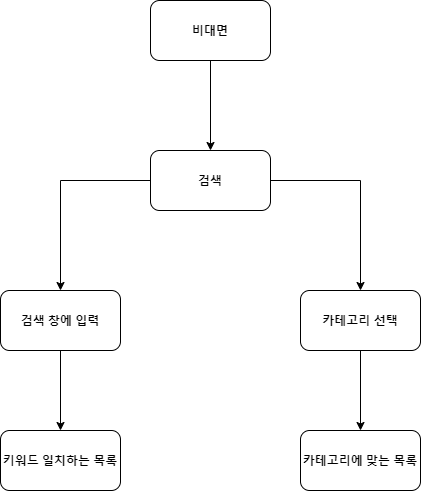 비대면
검색
검색 창에 입력
카테고리 선택
키워드 일치하는 목록
카테고리에 맞는 목록